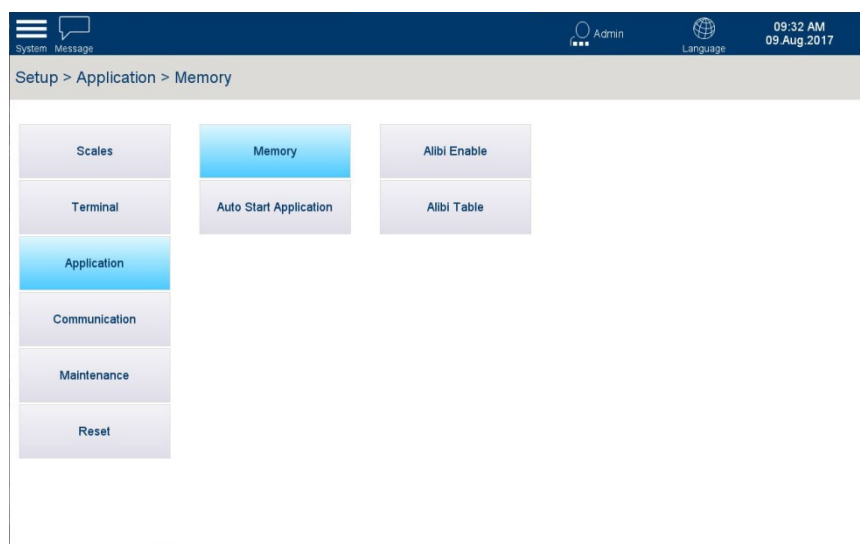 System Message
Admin
Language
09:32 AM
09.Aug.2017
Setup > Application > Memory
Scales
Memory
Alibi Enable
Terminal
Auto Start Application
Alibi Table
Application
Communication
Maintenance
Reset